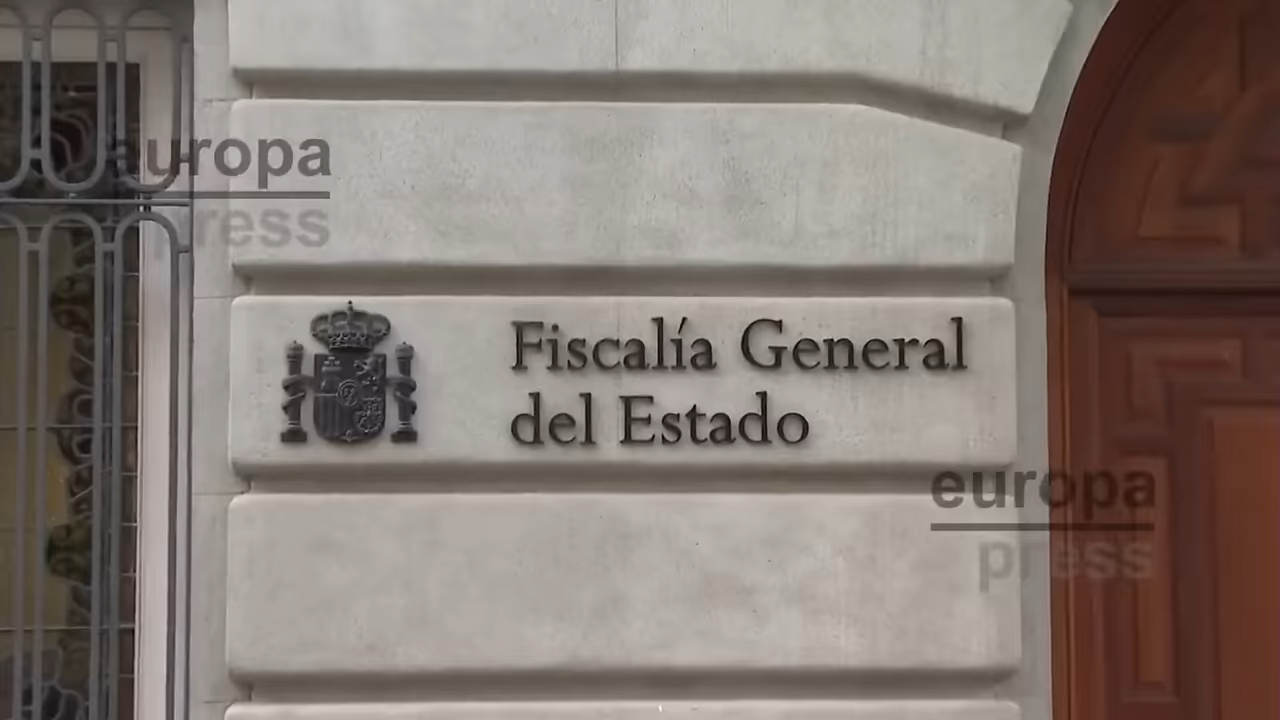 europa
press
Fiscalía General
del Estado
europa
press